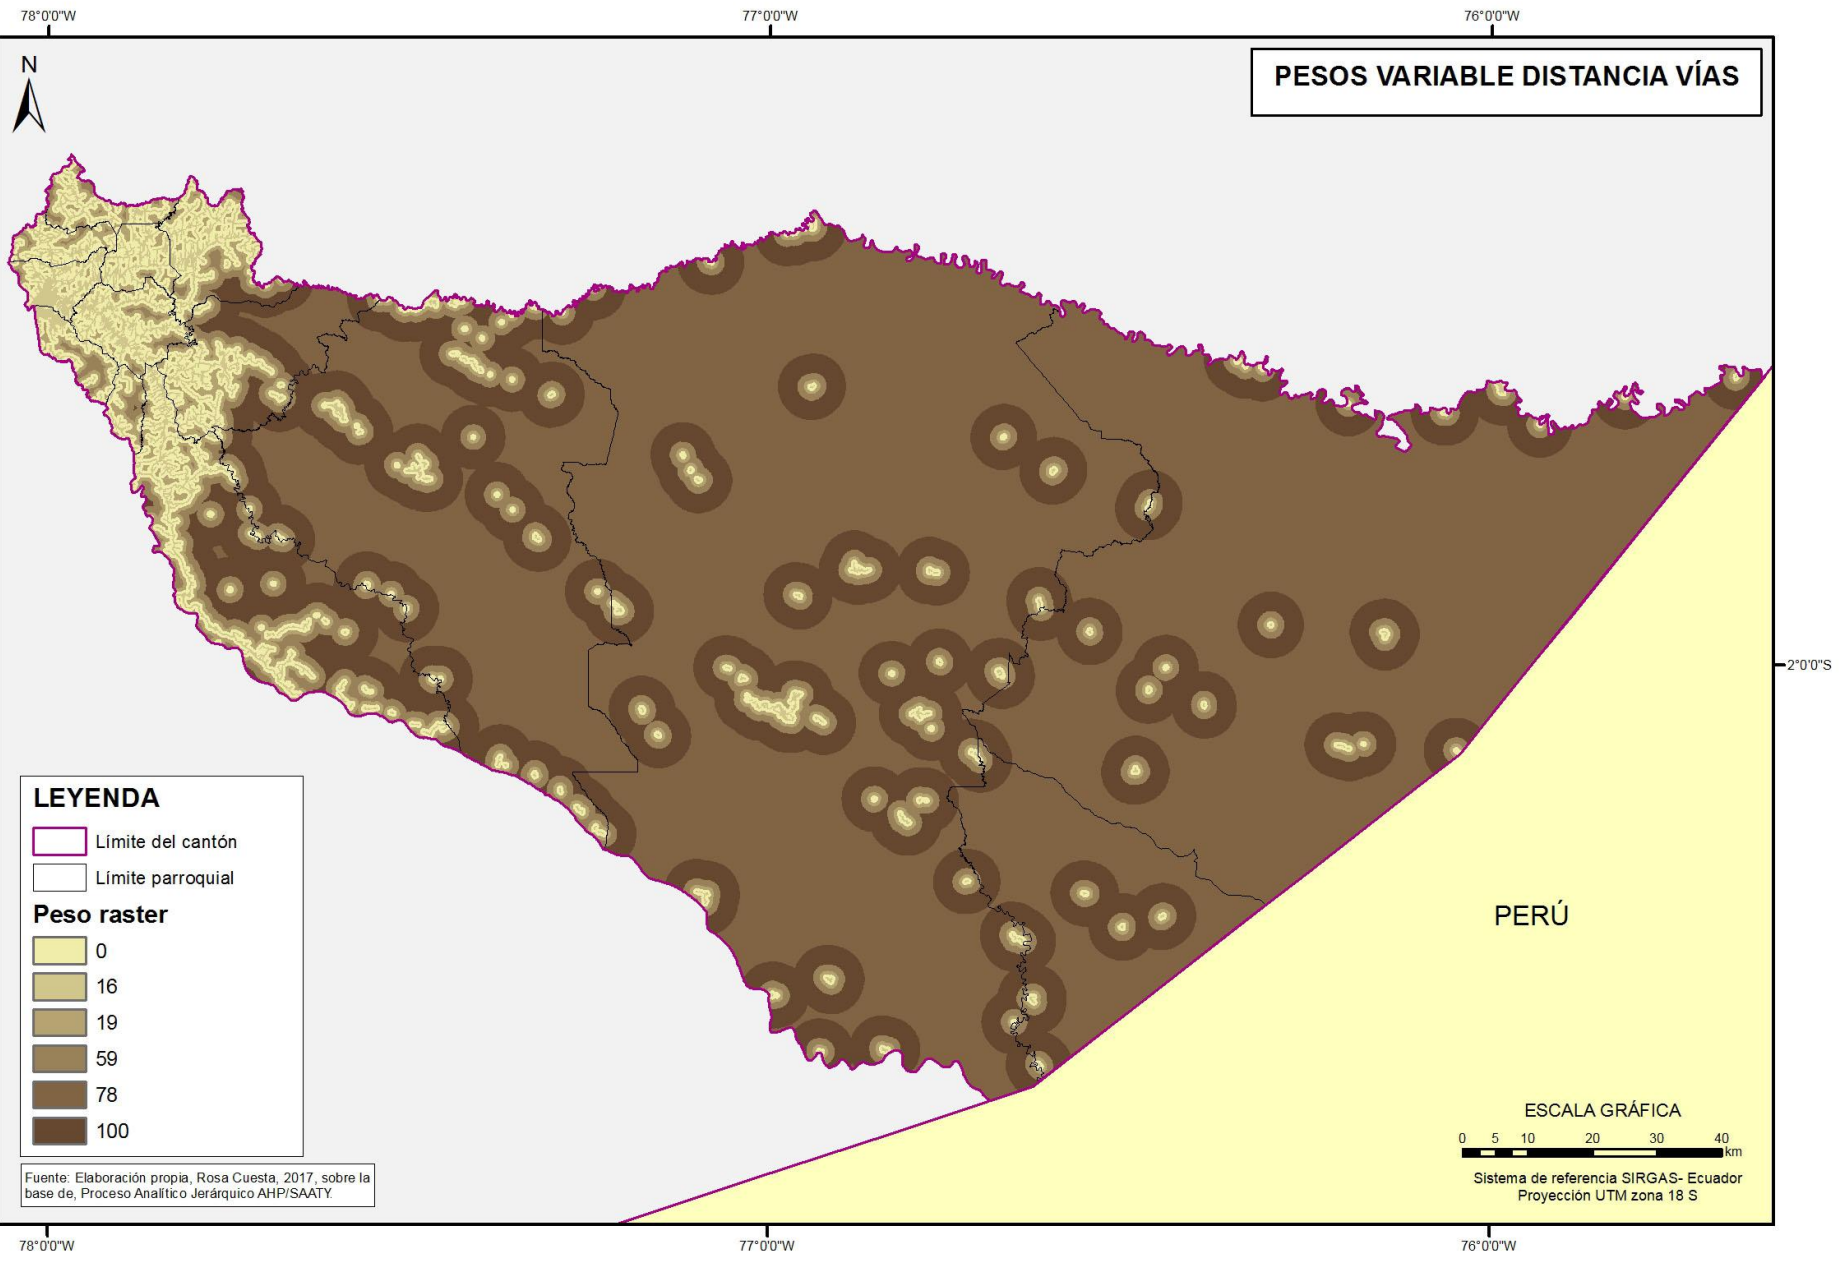 78°0'0"W
77°0'0"W
76°0'0"W
N
PESOS VARIABLE DISTANCIA VÍAS
2°0'0"S
LEYENDA
Límite del cantón
Límite parroquial
Peso raster
0
16
19
59
78
100
Fuente: Elaboración propia, Rosa Cuesta, 2017, sobre la
base de, Proceso Analítico Jerárquico AHP/SAATY.
PERÚ
ESCALA GRÁFICA
0 5 10 20 30 40
km
Sistema de referencia SIRGAS- Ecuador
Proyección UTM zona 18 S
78°0'0"W
77°0'0"W
76°0'0"W